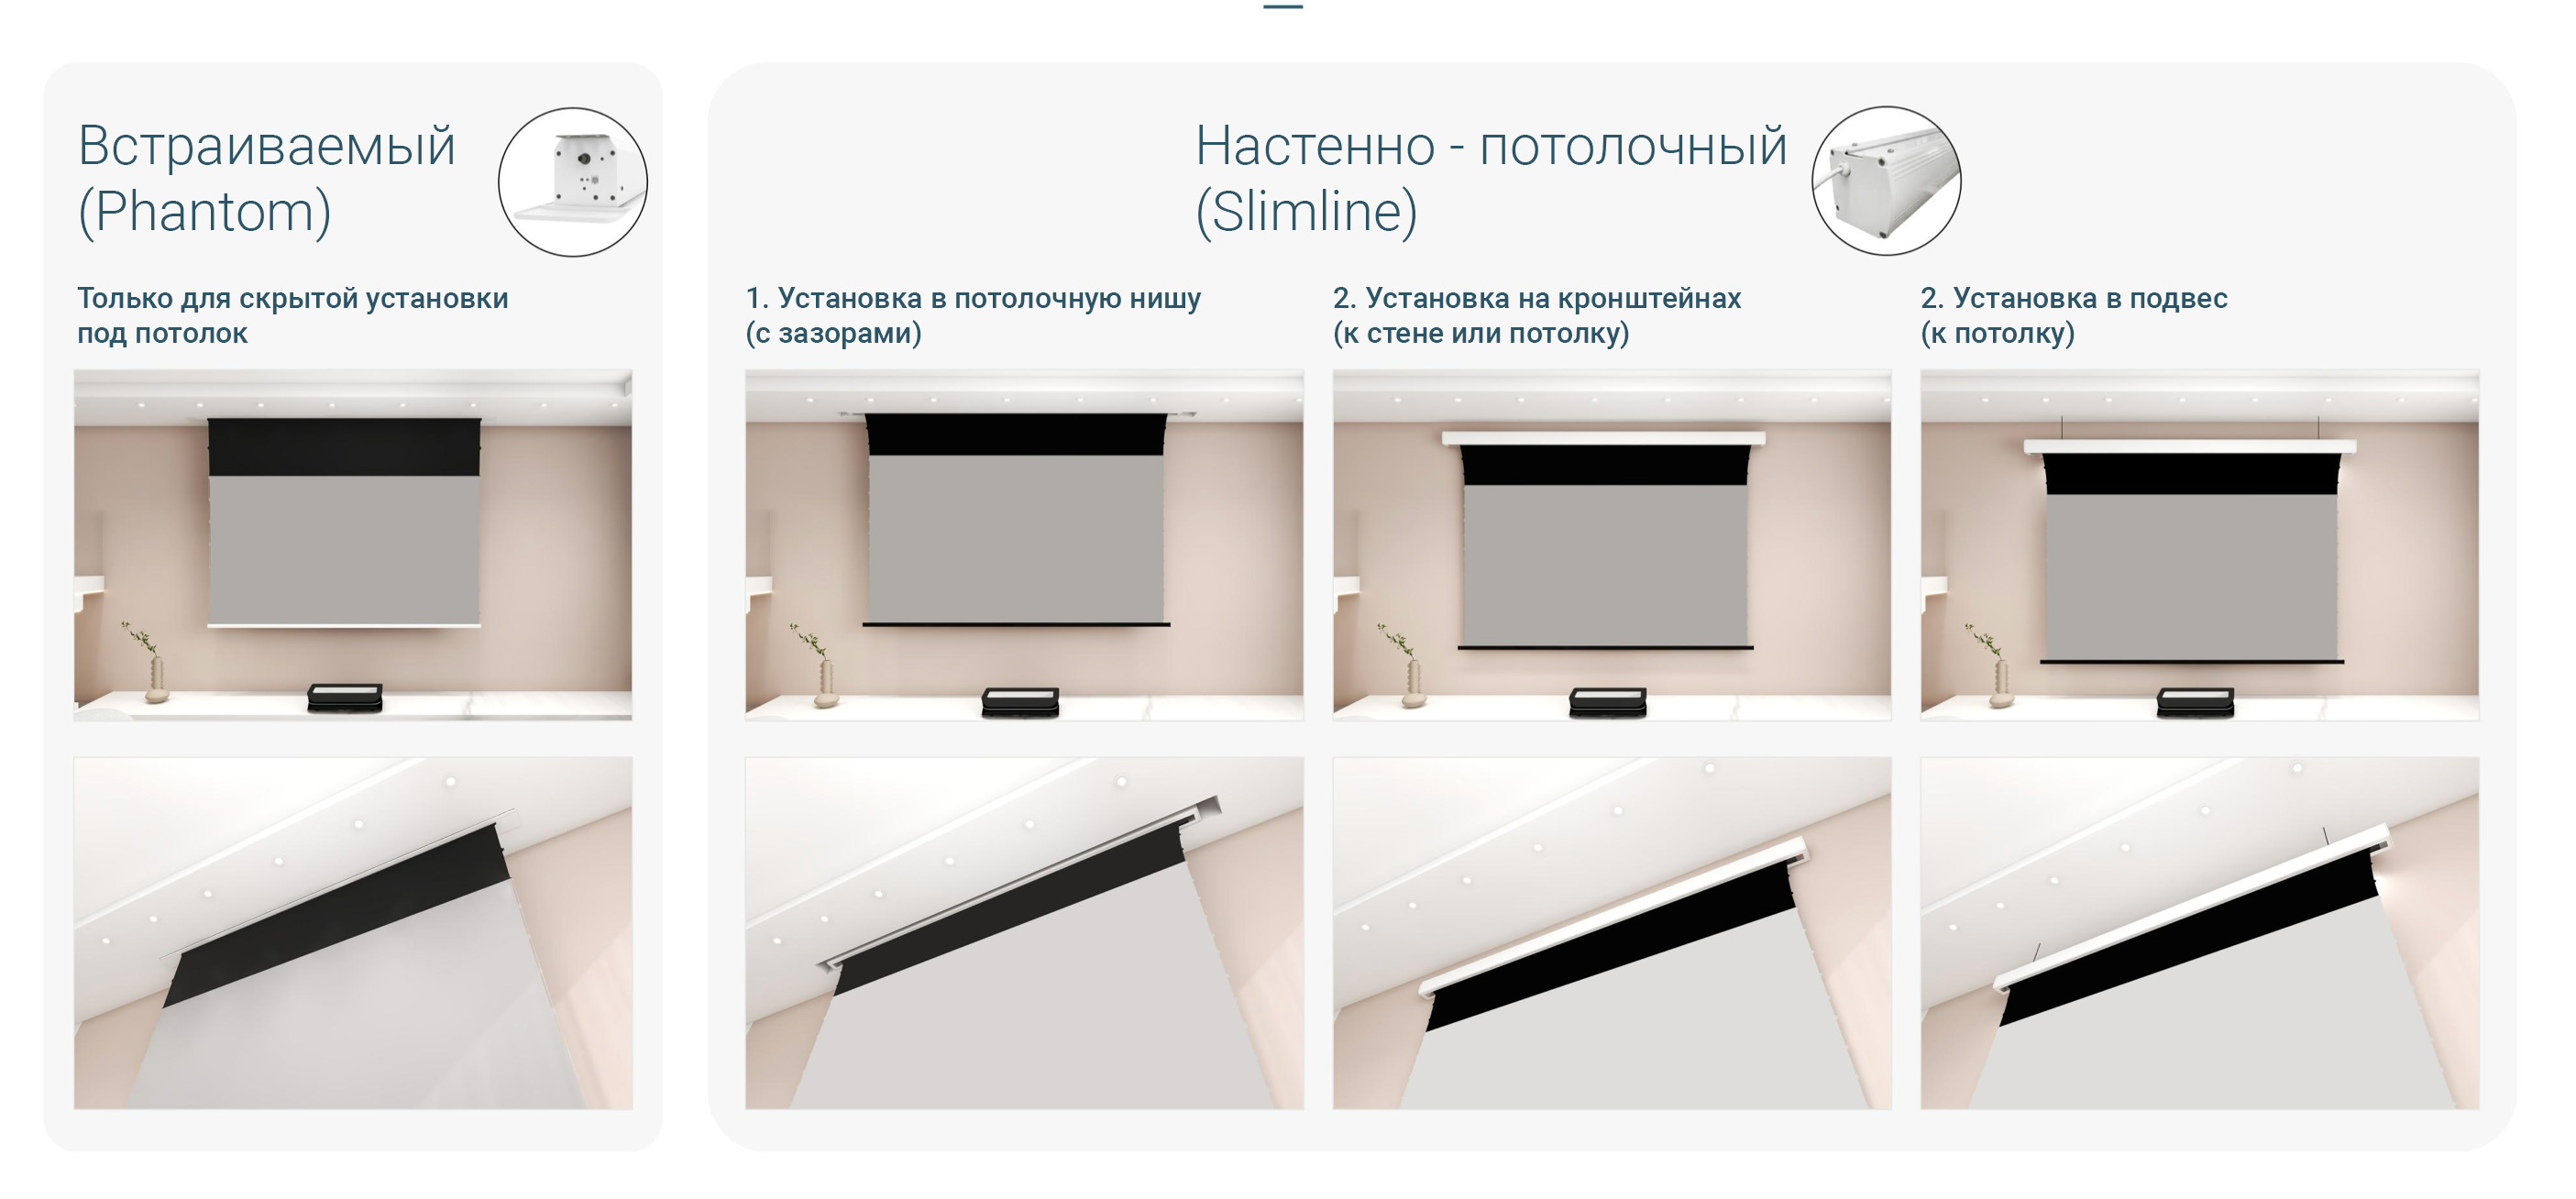 Встраиваемый
(Phantom)
Только для скрытой установки
под потолок
Настенно - потолочный
(Slimline)
1. Установка в потолочную нишу
(с зазорами)
2. Установка на кронштейнах
(к стене или потолку)
2. Установка в подвес
(к потолку)